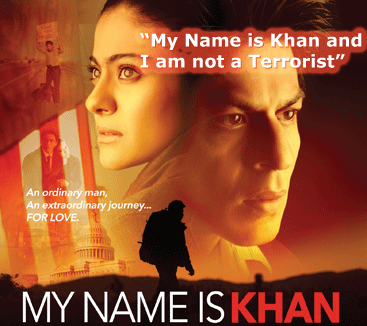 “My Name is Khan and
I am not a Terrorist”
An ordinary man,
An extraordinary journey...
FOR LOVE.
MY NAME IS KHAN